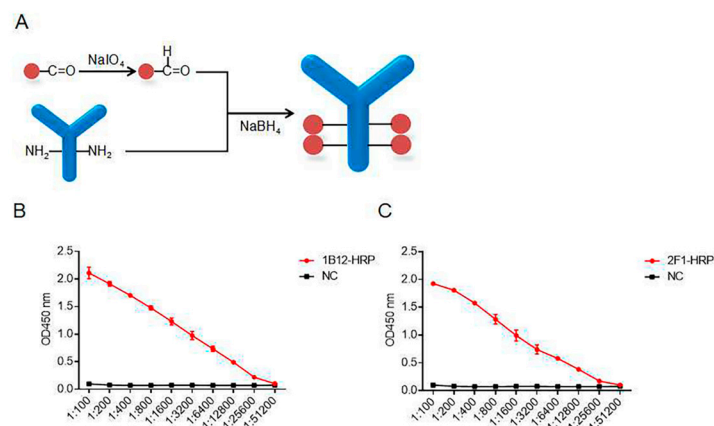 A
H
NaIO4
C=O
C=O
NaBH4
NH2
NH2
B
2.5
2.0
1.5
1.0
0.5
0.0
OD450 nm
1B12-HRP
NC
1:100
1:200
1:400
1:800
1:1600
1:3200
1:6400
1:12800
1:25600
1:51200
C
2.5
2.0
1.5
1.0
0.5
0.0
OD450 nm
2F1-HRP
NC
1:100
1:200
1:400
1:800
1:1600
1:3200
1:6400
1:12800
1:25600
1:51200